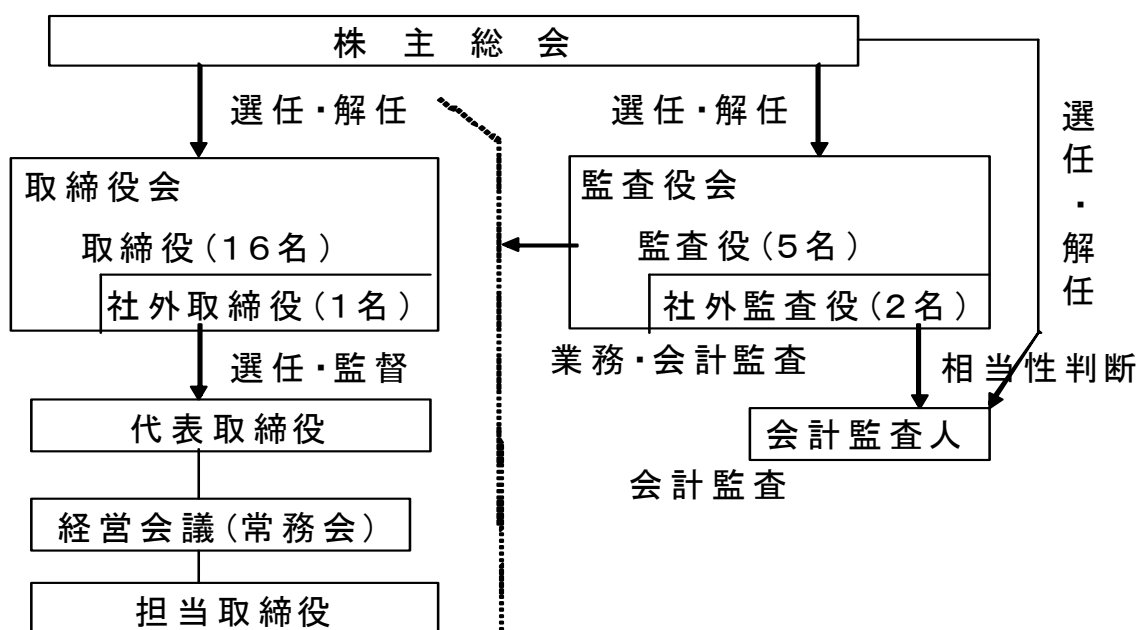 株主総会
選任・解任
選任・解任
選任・解任
取締役会
取締役(16名)
社外取締役(1名)
監査役会
監査役(5名)
社外監査役(2名)
選任・監督
業務・会計監査
相当性判断
代表取締役
会計監査人
会計監査
経営会議(常務会)
担当取締役